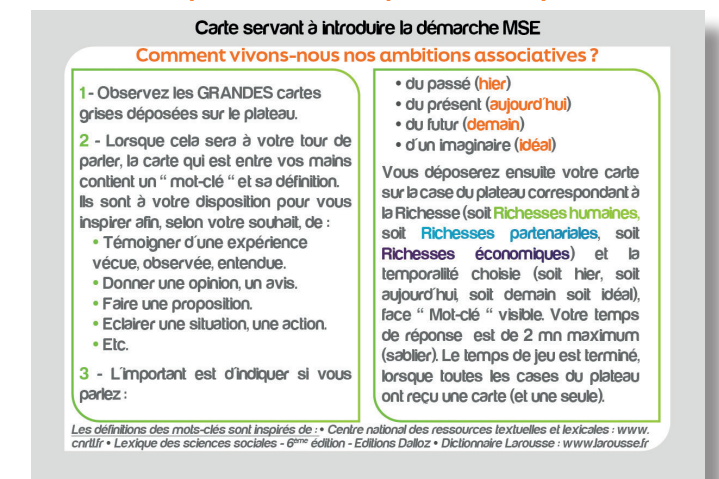 Carte servant à introduire la démarche MSE
Comment vivons-nous nos ambitions associatives ?
1- Observez les GRANDES cartes
grises déposées sur le plateau.
2 - Lorsque cela sera à votre tour de
parler, la carte qui est entre vos mains
contient un “ mot-clé “ et sa définition.
Ils sont à votre disposition pour vous
inspirer afin, selon votre souhait, de :
• Témoigner d'une expérience
vécue, observée, entendue.
• Donner une opinion, un avis.
• Faire une proposition.
• Eclairer une situation, une action.
• Etc.
3 - L'important est d'indiquer si vous
parlez :
• du passé (hier)
• du présent (aujourd'hui)
• du futur (demain)
• d'un imaginaire (idéal)
Vous déposerez ensuite votre carte
sur la case du plateau correspondant à
la Richesse (soit Richesses humaines,
soit Richesses partenariales, soit
Richesses économiques) et la
temporalité choisie (soit hier, soit
aujourd'hui, soit demain soit idéal),
face “ Mot-clé “ visible. Votre temps
de réponse est de 2 mn maximum
(sablier). Le temps de jeu est terminé,
lorsque toutes les cases du plateau
ont reçu une carte (et une seule).
Les définitions des mots-clés sont inspirés de : • Centre national des ressources textuelles et lexicales : www.
cnrtl.fr • Lexique des sciences sociales - 6ème édition - Editions Dalloz • Dictionnaire Larousse : www.larousse.fr